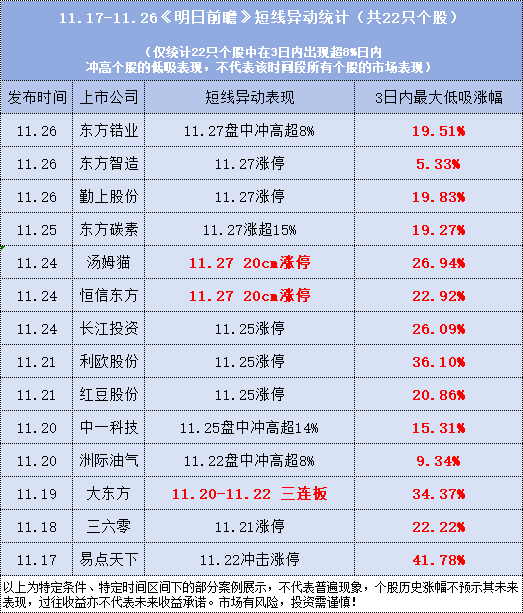 11.17-11.26《明日前瞻》短线异动统计（共22只个股）
（仅统计22只个股中在3日内出现超8%日内
冲高个股的低吸表现，不代表该时间段所有个股的市场表现）
发布时间 上市公司 短线异动表现 3日内最大低吸涨幅
11.26 东方锆业 11.27盘中冲高超8% 19.51%
11.26 东方智造 11.27涨停 5.33%
11.26 勤上股份 11.27涨停 19.83%
11.25 东方碳素 11.27涨超15% 19.27%
11.24 汤姆猫 11.27 20cm涨停 26.94%
11.24 恒信东方 11.27 20cm涨停 22.92%
11.24 长江投资 11.25涨停 26.09%
11.21 利欧股份 11.25涨停 36.10%
11.21 红豆股份 11.25涨停 20.86%
11.20 中一科技 11.25盘中冲高超14% 15.31%
11.20 洲际油气 11.22盘中冲高超8% 9.34%
11.19 大东方 11.20-11.22 三连板 34.37%
11.18 三六零 11.21涨停 22.22%
11.17 易点天下 11.22冲击涨停 41.78%
以上为特定条件、特定时间区间下的部分案例展示，不代表普遍现象，个股历史涨幅不预示其未来
表现，过往收益亦不代表未来收益承诺。市场有风险，投资需谨慎！